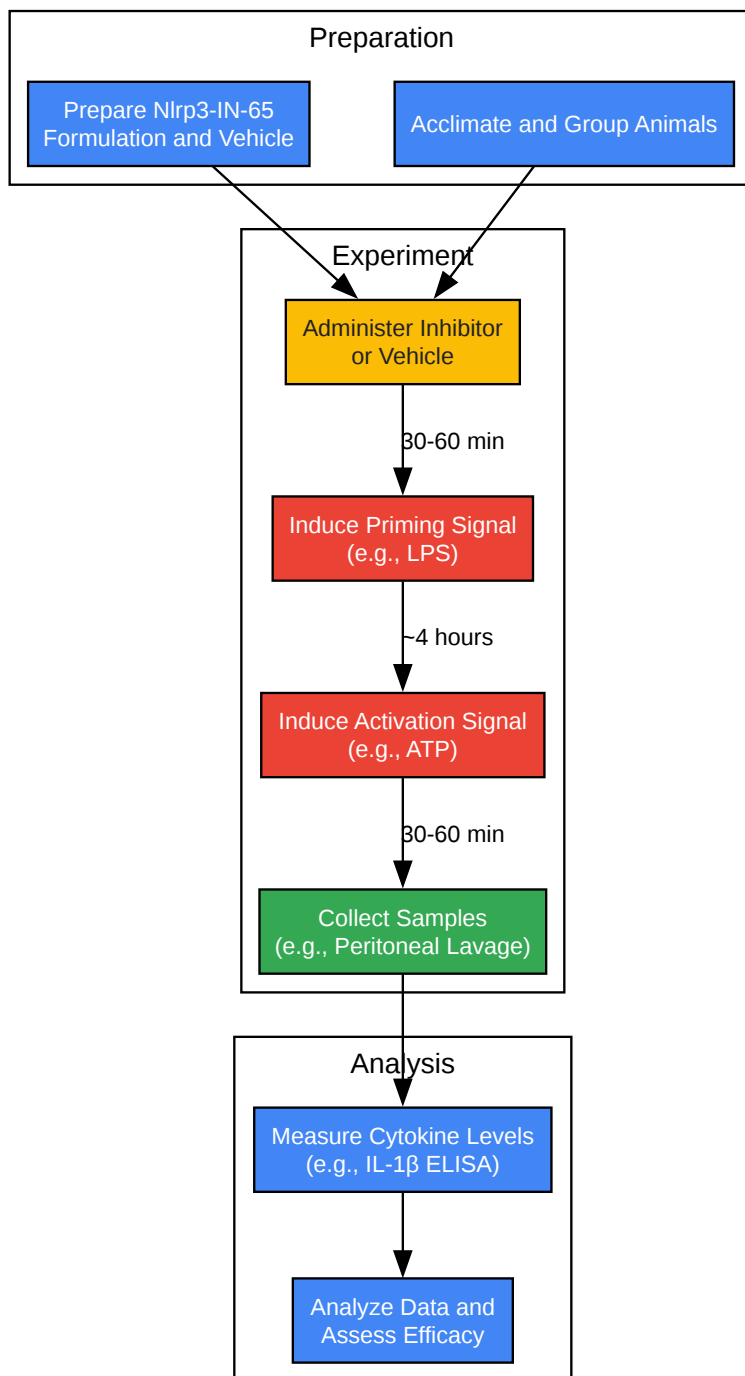 Preparation
Prepare Nlrp3-IN-65
Formulation and Vehicle
Acclimate and Group Animals
Experiment
Administer Inhibitor
or Vehicle
30-60 min
Induce Priming Signal
(e.g., LPS)
~4 hours
Induce Activation Signal
(e.g., ATP)
30-60 min
Collect Samples
(e.g., Peritoneal Lavage)
Analysis
Measure Cytokine Levels
(e.g., IL-1β ELISA)
Analyze Data and
Assess Efficacy